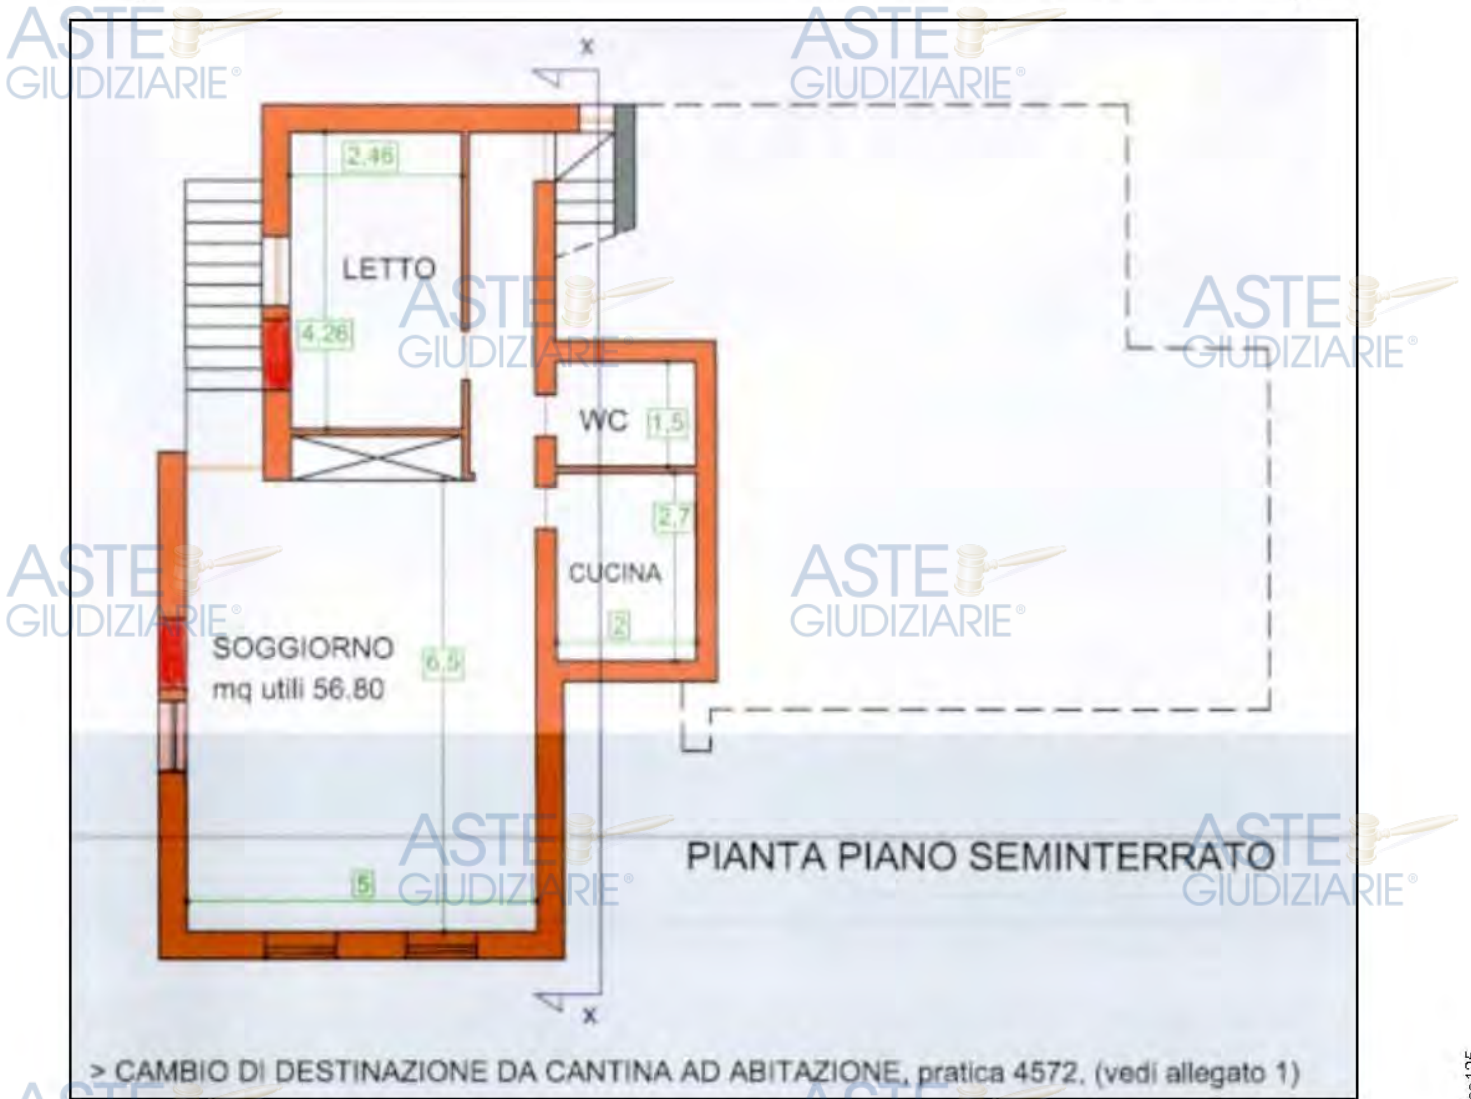 ASTE GIUDIZIARIE®
ASTE GIUDIZIARIE®
x
2,46
LETTO
ASTE GIUDIZIARIE®
ASTE GIUDIZIARIE®
4,26
WC
1,5
2,7
ASTE GIUDIZIARIE®
CUCINA
ASTE GIUDIZIARIE®
2
SOGGIORNO
6,5
mq utili 56.80
ASTE GIUDIZIARIE®
ASTE GIUDIZIARIE®
PIANTA PIANO SEMINTERRATO
5
x
> CAMBIO DI DESTINAZIONE DA CANTINA AD ABITAZIONE, pratica 4572, (vedi allegato 1)